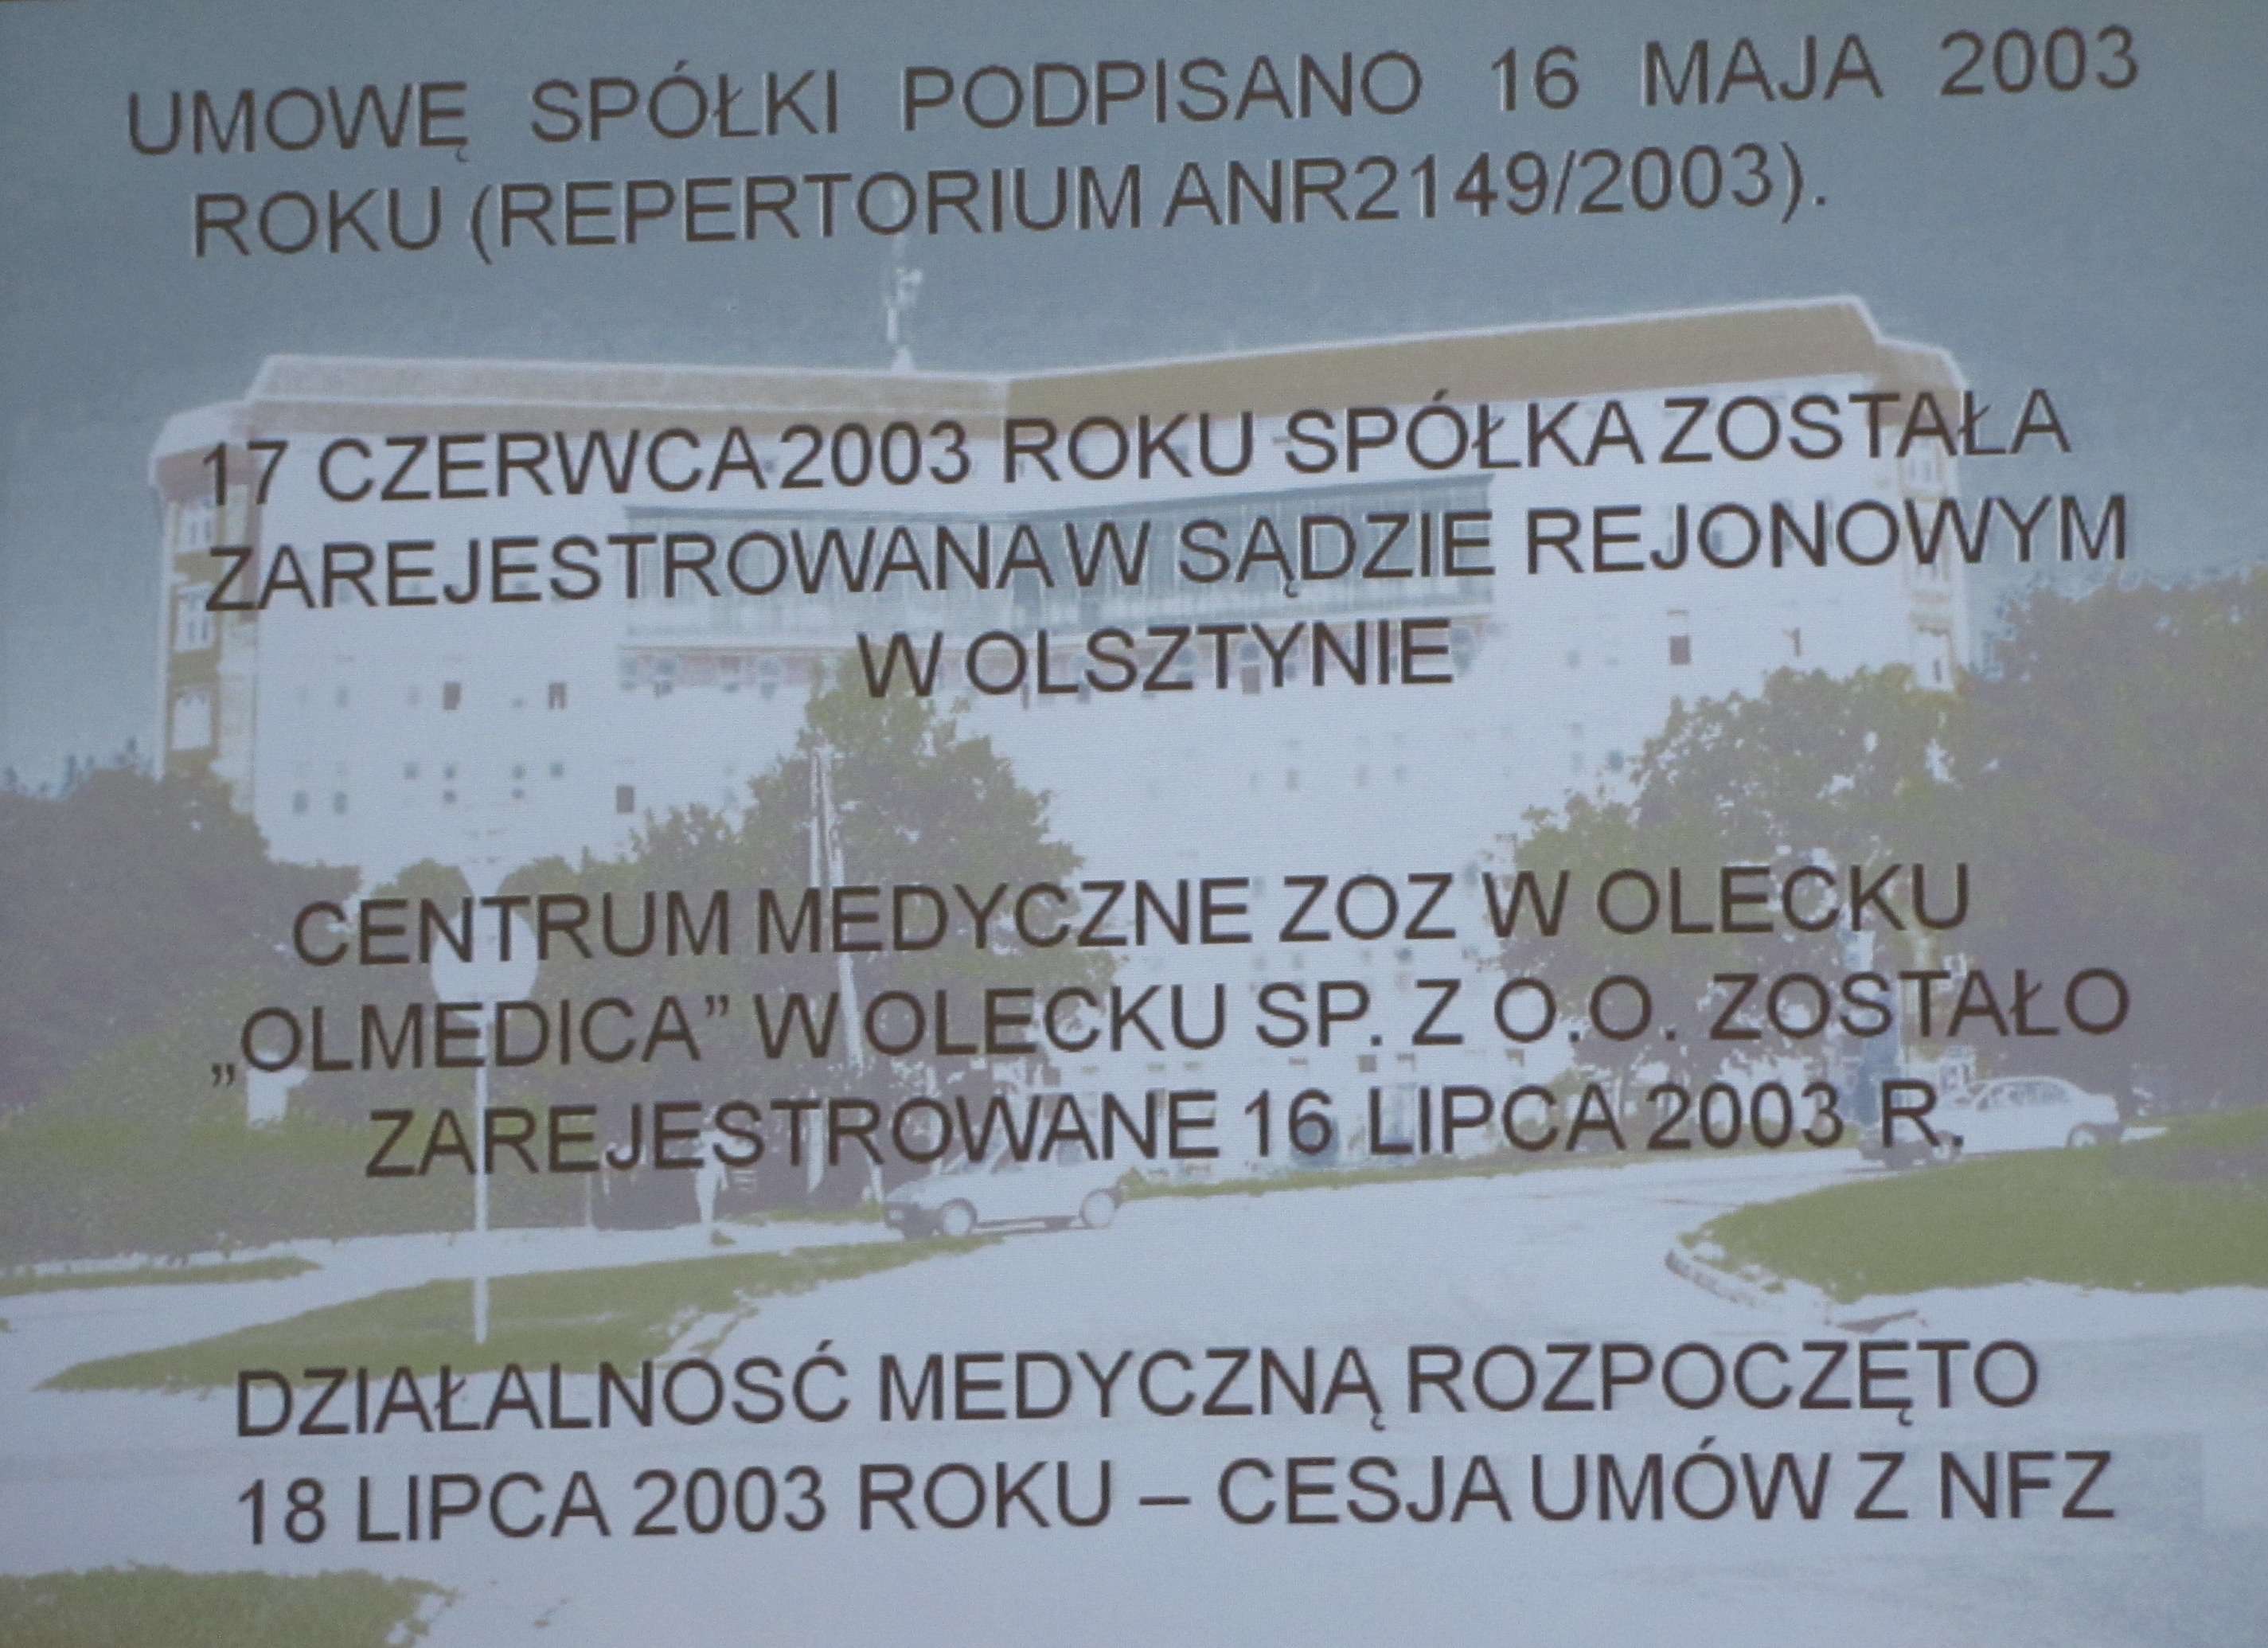 UMOWĘ SPÓŁKI PODPISANO 16 MAJA 2003
ROKU (REPERTORIUM ANR2149/2003).
17 CZERWCA 2003 ROKU SPÓŁKA ZOSTAŁA
ZAREJESTROWANA W SĄDZIE REJONOWYM
W OLSZTYNIE
CENTRUM MEDYCZNE ZOZ W OLECKU
„OLMEDICA” W OLECKU SP. Z O.O. ZOSTAŁO
ZAREJESTROWANE 16 LIPCA 2003 R.
DZIAŁALNOŚĆ MEDYCZNĄ ROZPOCZĘTO
18 LIPCA 2003 ROKU – CESJA UMÓW Z NFZ